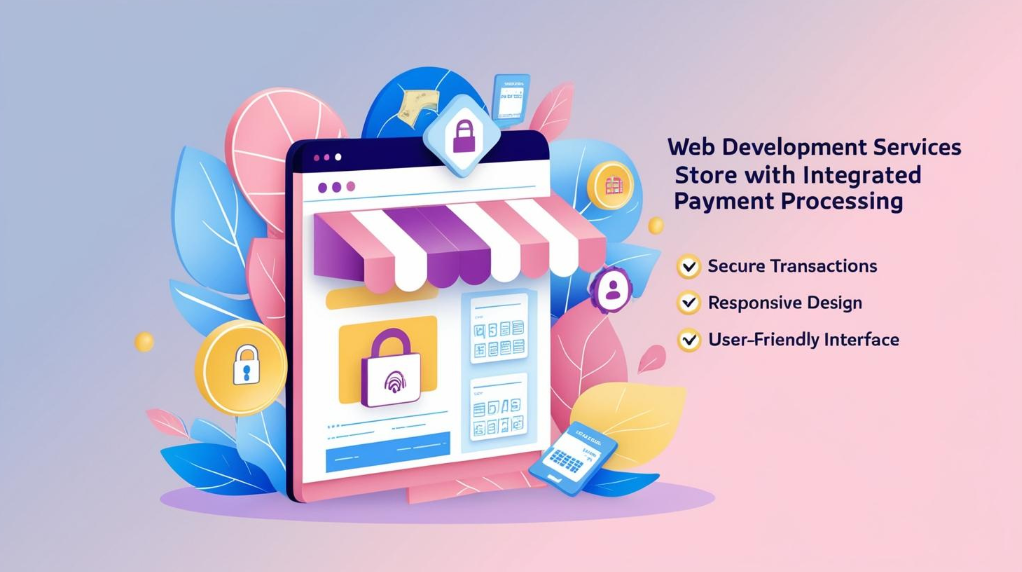 Web Development Services
Store with Integrated
Payment Processing
Secure Transactions
Responsive Design
User-Friendly Interface